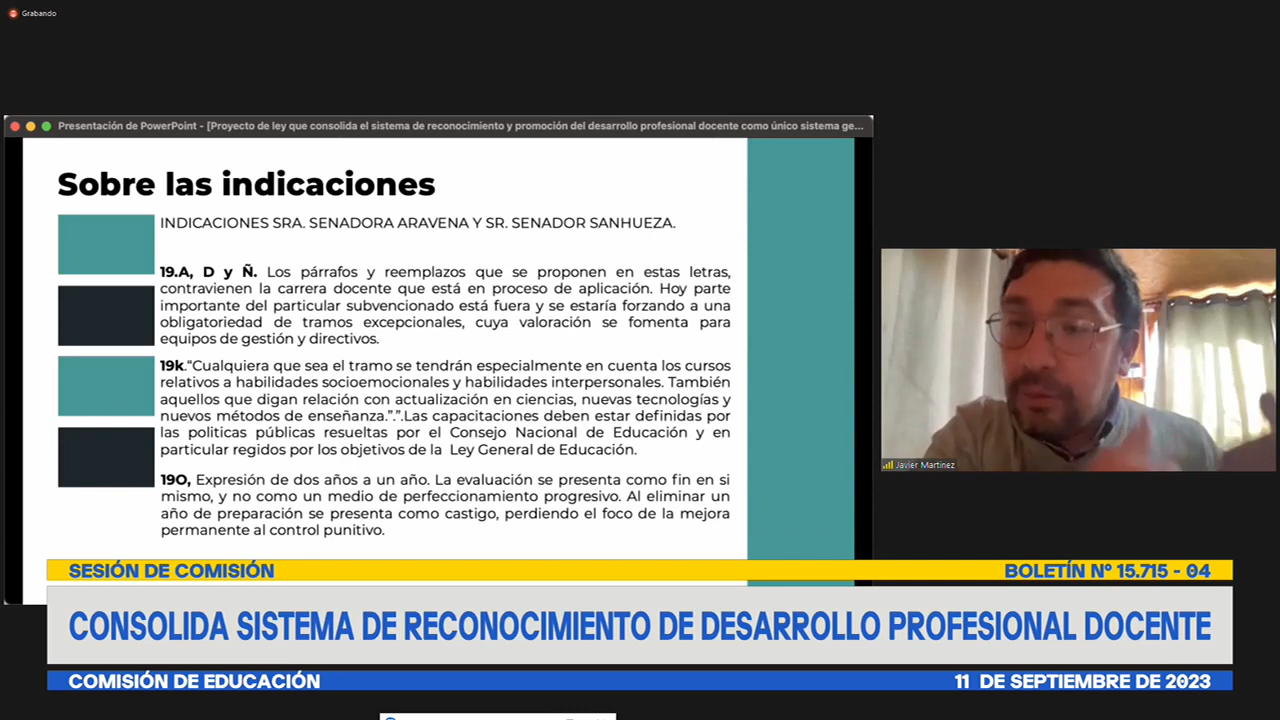 Grabando
Presentación de PowerPoint - [Proyecto de ley que consolida el sistema de reconocimiento y promoción del desarrollo profesional docente como único sistema ge...
Sobre las indicaciones
INDICACIONES SRA. SENADORA ARAVENA Y SR. SENADOR SANHUEZA.
19.A, D y Ñ. Los párrafos y reemplazos que se proponen en estas letras,
contravienen la carrera docente que está en proceso de aplicación. Hoy parte
importante del particular subvencionado está fuera y se estaría forzando a una
obligatoriedad de tramos excepcionales, cuya valoración se fomenta para
equipos de gestión y directivos.
19k.“Cualquiera que sea el tramo se tendrán especialmente en cuenta los cursos
relativos a habilidades socioemocionales y habilidades interpersonales. También
aquellos que digan relación con actualización en ciencias, nuevas tecnologías y
nuevos métodos de enseñanza.”.”.Las capacitaciones deben estar definidas por
las politicas públicas resueltas por el Consejo Nacional de Educación y en
particular regidos por los objetivos de la Ley General de Educación.
19O, Expresión de dos años a un año. La evaluación se presenta como fin en si
mismo, y no como un medio de perfeccionamiento progresivo. Al eliminar un
año de preparación se presenta como castigo, perdiendo el foco de la mejora
permanente al control punitivo.
Javier Martínez
SESIÓN DE COMISIÓN
BOLETÍN Nº 15.715 - 04
CONSOLIDA SISTEMA DE RECONOCIMIENTO DE DESARROLLO PROFESIONAL DOCENTE
COMISIÓN DE EDUCACIÓN
11 DE SEPTIEMBRE DE 2023